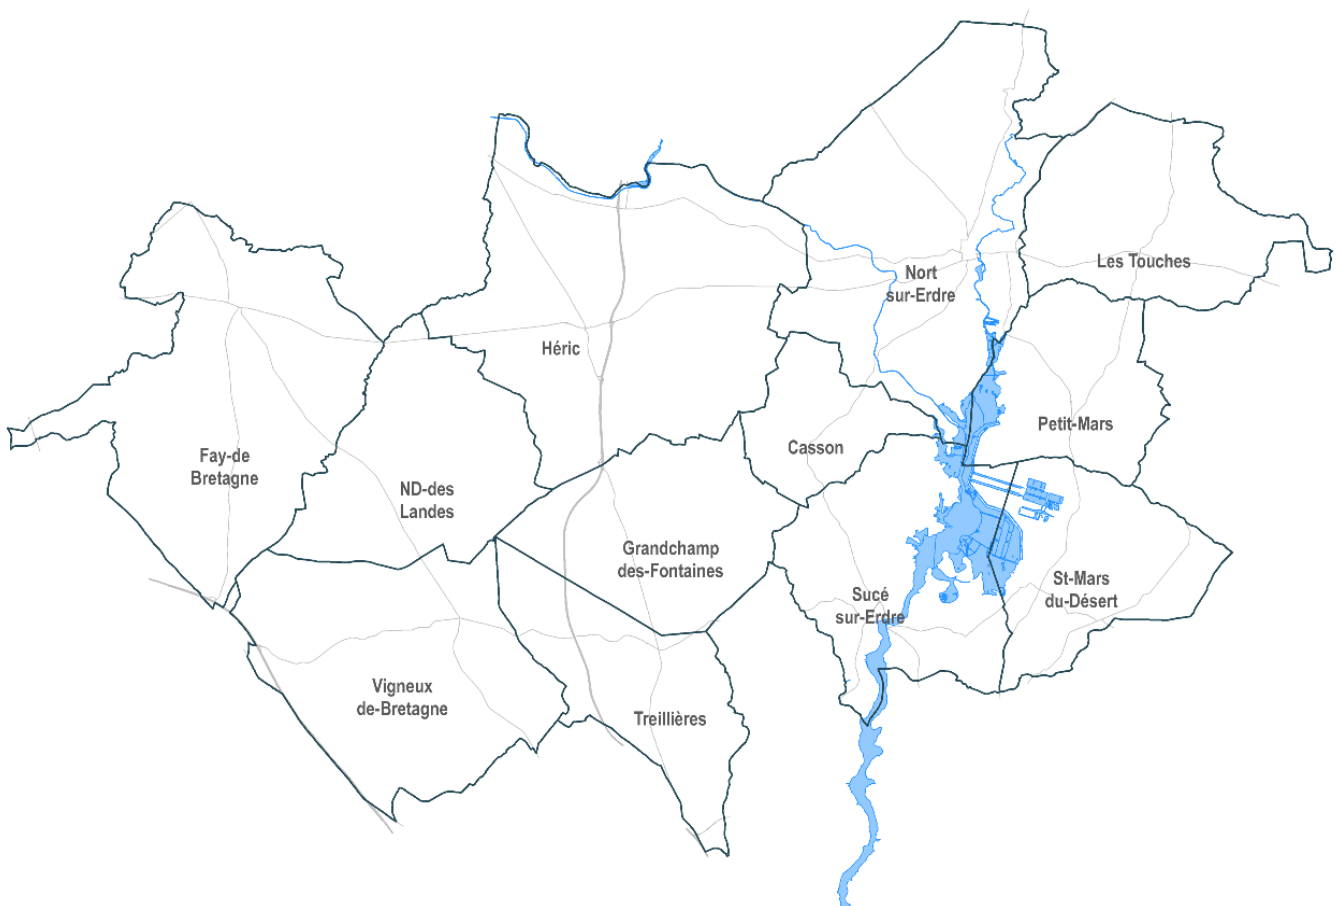 Les Touches
Nort
sur-Erdre
Héric
Petit-Mars
Casson
Fay-de
Bretagne
ND-des
Landes
Grandchamp
des-Fontaines
St-Mars
du-Désert
Sucé
sur-Erdre
Vigneux
de-Bretagne
Treillières